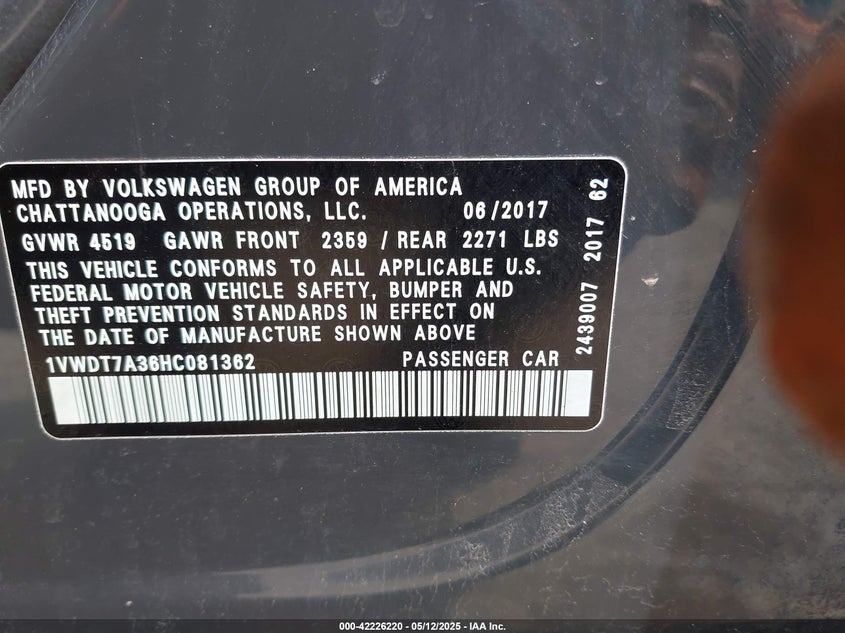 MFD BY VOLKSWAGEN GROUP OF AMERICA
CHATTANOOGA OPERATIONS, LLC. 06/2017
GVWR 4519 GAWR FRONT 2359 / REAR 2271 LBS
THIS VEHICLE CONFORMS TO ALL APPLICABLE U.S.
FEDERAL MOTOR VEHICLE SAFETY, BUMPER AND
THEFT PREVENTION STANDARDS IN EFFECT ON
THE DATE OF MANUFACTURE SHOWN ABOVE
1VWDT7A36HC081362 PASSENGER CAR
2439007 2017 62
000-42226220 - 05/12/2025 - IAA Inc.